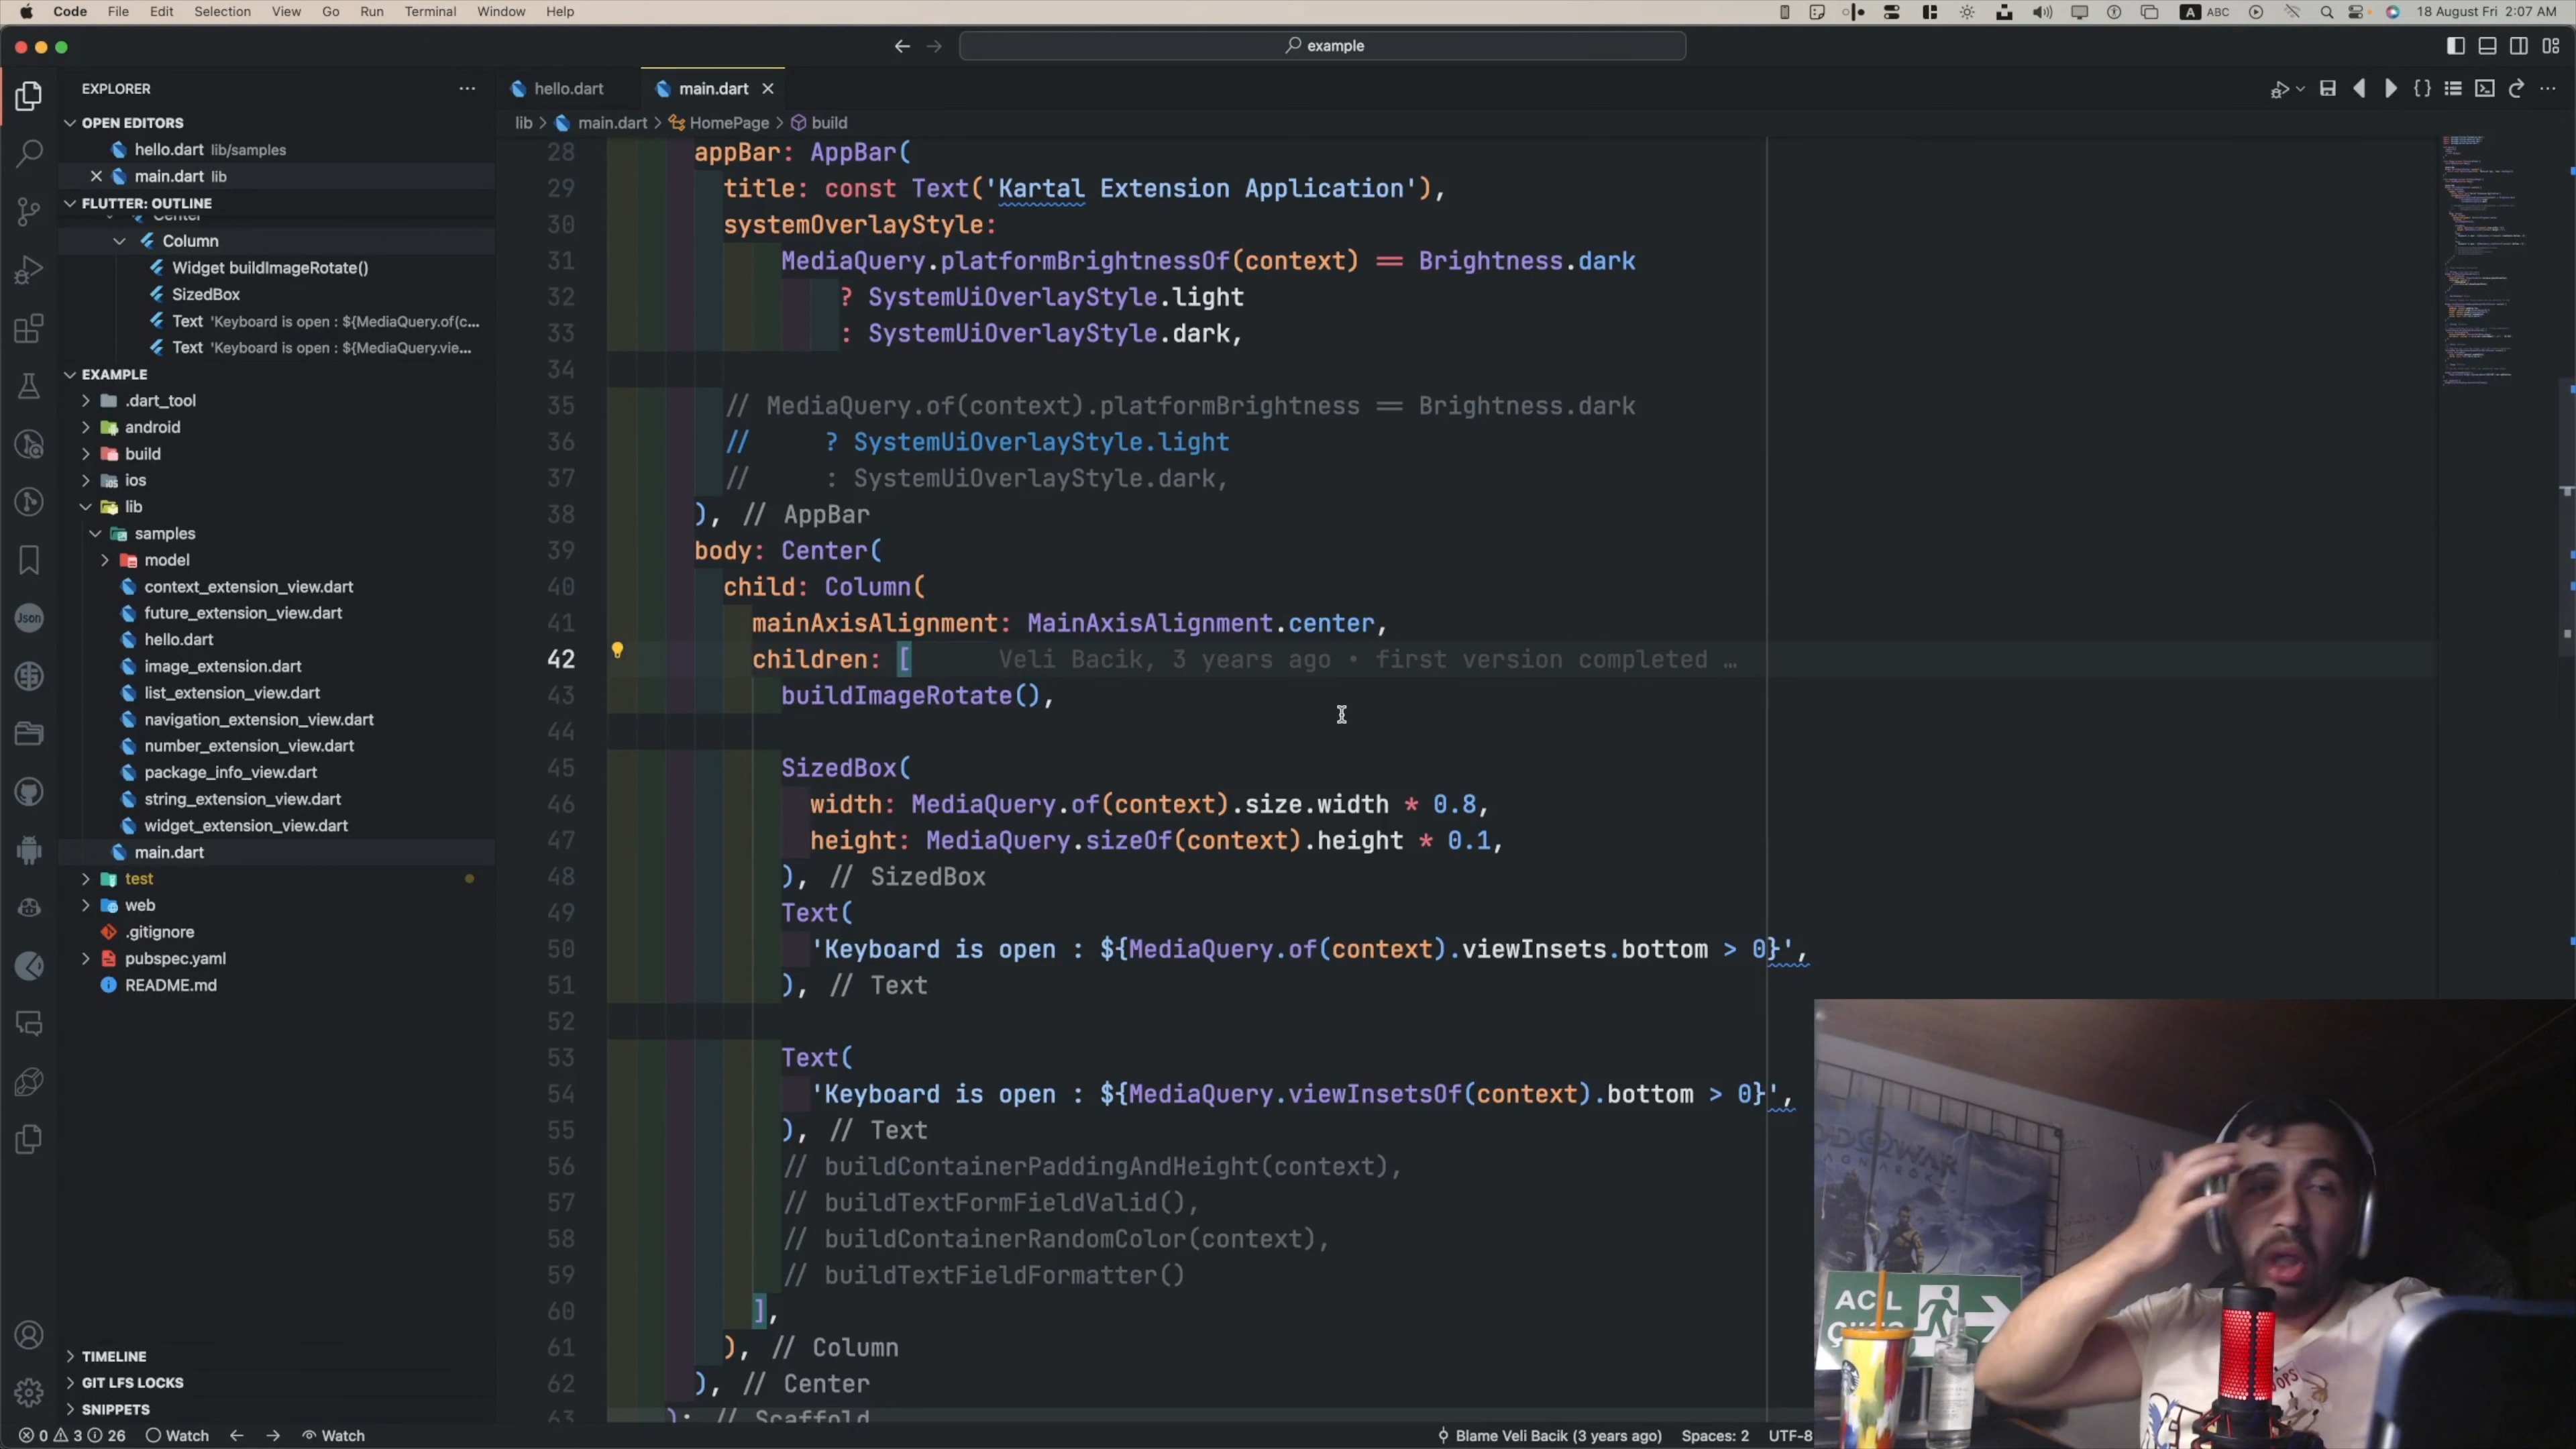 Code File Edit Selection View Go Run Terminal Window Help
A ABC 18 August Fri 2:07 AM
example
EXPLORER
OPEN EDITORS
hello.dart lib/samples
main.dart lib
FLUTTER: OUTLINE
Center
Column
Widget buildImageRotate()
SizedBox
Text 'Keyboard is open : ${MediaQuery.of(c...
Text 'Keyboard is open : ${MediaQuery.vie...
EXAMPLE
.dart_tool
android
build
ios
lib
samples
model
context_extension_view.dart
future_extension_view.dart
hello.dart
image_extension.dart
list_extension_view.dart
navigation_extension_view.dart
number_extension_view.dart
package_info_view.dart
string_extension_view.dart
widget_extension_view.dart
main.dart
test
web
.gitignore
pubspec.yaml
README.md
TIMELINE
GIT LFS LOCKS
SNIPPETS
Json
hello.dart main.dart
lib > main.dart > HomePage > build
28 appBar: AppBar(
29 title: const Text('Kartal Extension Application'),
30 systemOverlayStyle:
31 MediaQuery.platformBrightnessOf(context) == Brightness.dark
32 ? SystemUiOverlayStyle.light
33 : SystemUiOverlayStyle.dark,
34
35 // MediaQuery.of(context).platformBrightness == Brightness.dark
36 // ? SystemUiOverlayStyle.light
37 // : SystemUiOverlayStyle.dark,
38 ), // AppBar
39 body: Center(
40 child: Column(
41 mainAxisAlignment: MainAxisAlignment.center,
42 children: [ Veli Bacik, 3 years ago • first version completed …
43 buildImageRotate(),
44
45 SizedBox(
46 width: MediaQuery.of(context).size.width * 0.8,
47 height: MediaQuery.sizeOf(context).height * 0.1,
48 ), // SizedBox
49 Text(
50 'Keyboard is open : ${MediaQuery.of(context).viewInsets.bottom > 0}',
51 ), // Text
52
53 Text(
54 'Keyboard is open : ${MediaQuery.viewInsetsOf(context).bottom > 0}',
55 ), // Text
56 // buildContainerPaddingAndHeight(context),
57 // buildTextFormFieldValid(),
58 // buildContainerRandomColor(context),
59 // buildTextFieldFormatter()
60 ],
61 ), // Column
62 ), // Center
63 ); // Scaffold
ACİL
0 3 26 Watch Watch
Blame Veli Bacik (3 years ago) Spaces: 2 UTF-8